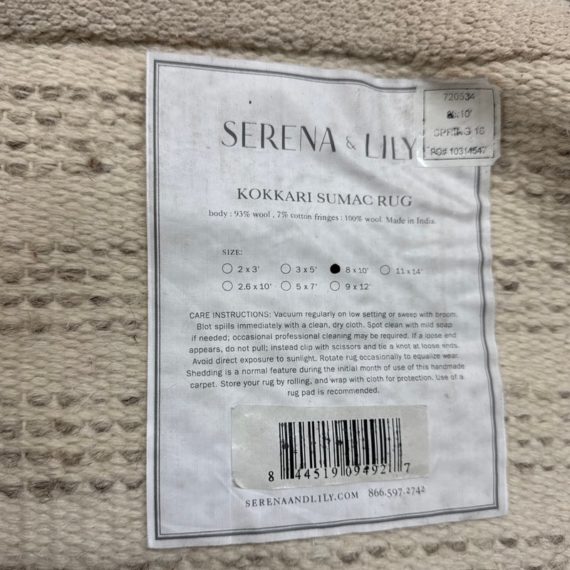 720534
8x10'
SPRING 16
PO# 10314547
SERENA & LILY
KOKKARI SUMAC RUG
body : 93% wool , 7% cotton fringes : 100% wool. Made in India.
SIZE:
2 x 3' 3 x 5' 8 x 10' 11 x 14'
2.6 x 10' 5 x 7' 9 x 12'
CARE INSTRUCTIONS: Vacuum regularly on low setting or sweep with broom.
Blot spills immediately with a clean, dry cloth. Spot clean with mild soap
if needed; occasional professional cleaning may be required. If a loose end
appears, do not pull; instead clip with scissors and tie a knot at loose ends.
Avoid direct exposure to sunlight. Rotate rug occasionally to equalize wear.
Shedding is a normal feature during the initial month of use of this handmade
carpet. Store your rug by rolling, and wrap with cloth for protection. Use of a
rug pad is recommended.
8 44519 09492 7
SERENAANDLILY.COM 866.597.2742